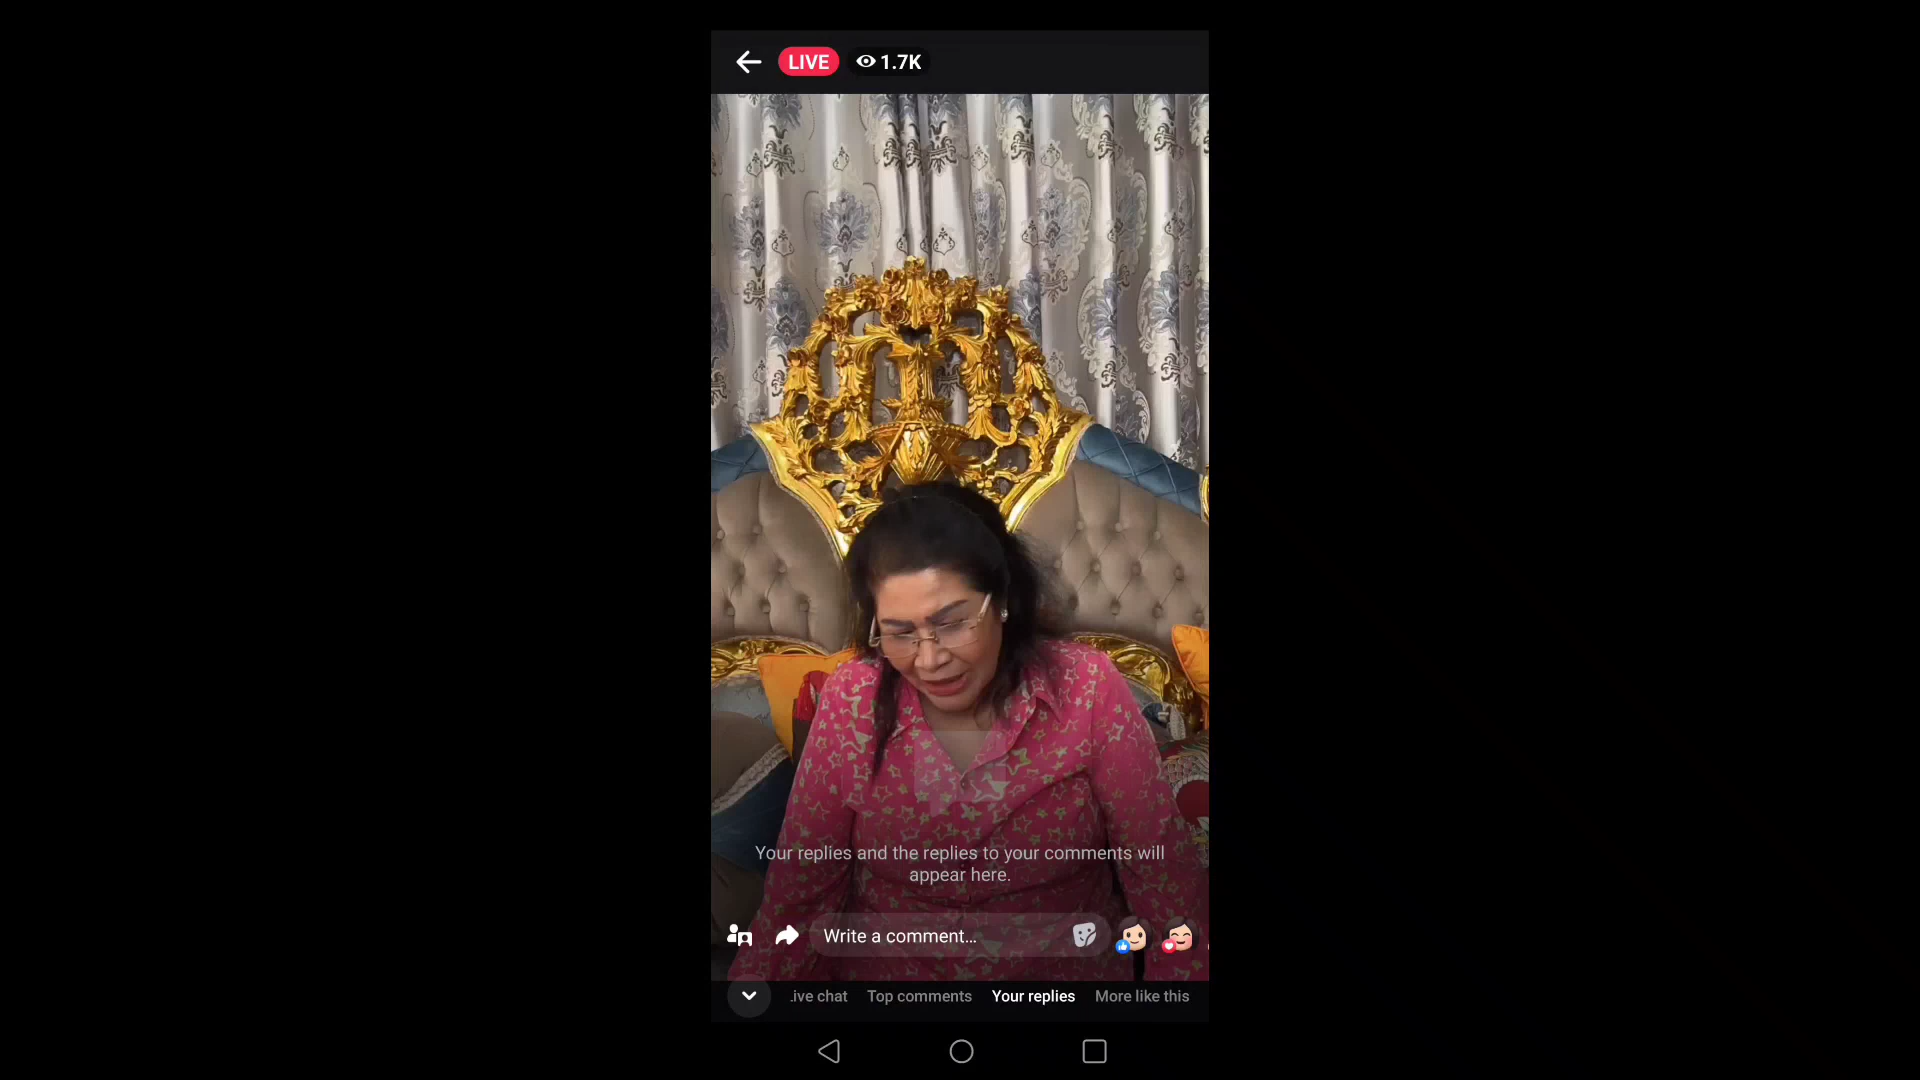 LIVE 1.7K
Your replies and the replies to your comments will
appear here.
Write a comment...
.ive chat Top comments Your replies More like this